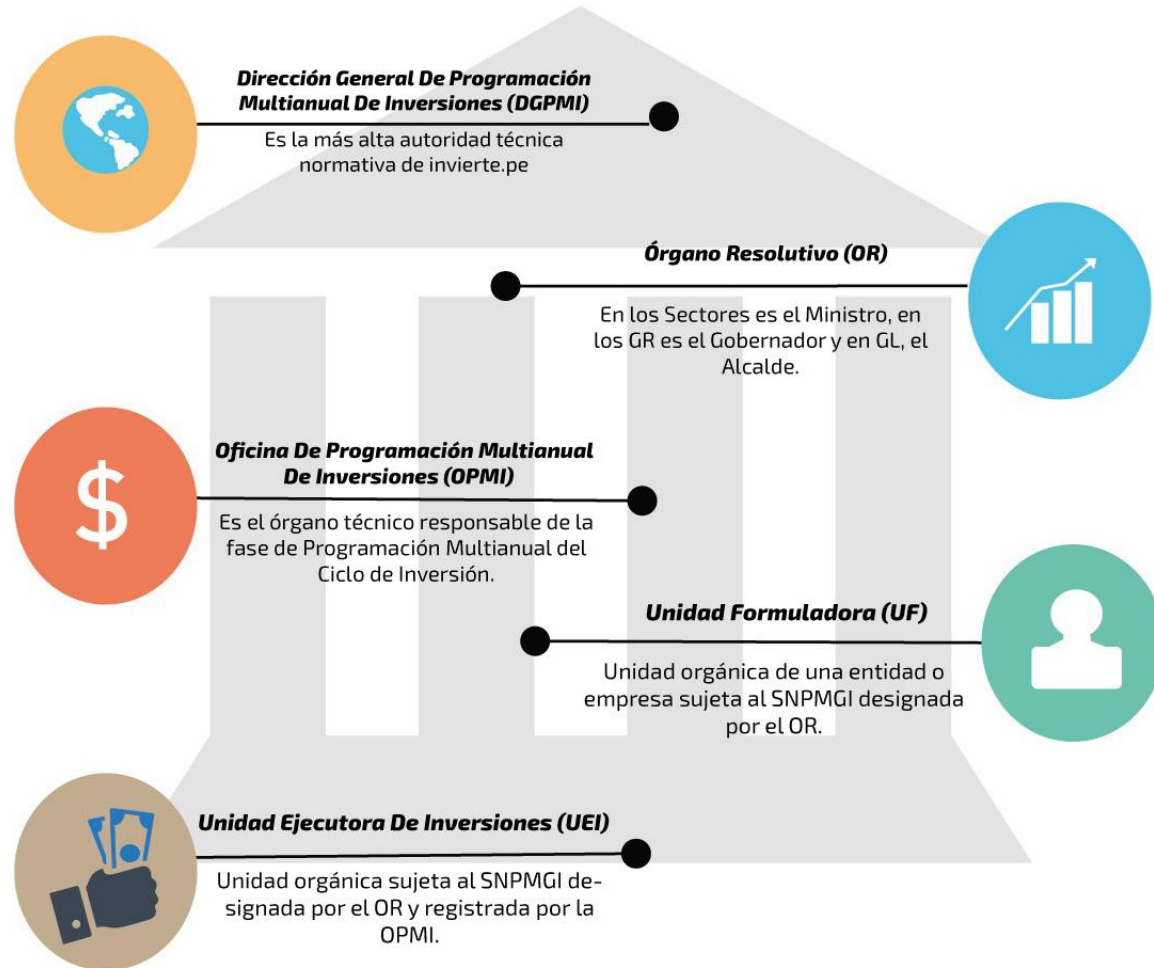 Dirección General De Programación
Multianual De Inversiones (DGPMI)
Es la más alta autoridad técnica
normativa de invierte.pe
Órgano Resolutivo (OR)
En los Sectores es el Ministro, en
los GR es el Gobernador y en GL, el
Alcalde.
Oficina De Programación Multianual
De Inversiones (OPMI)
Es el órgano técnico responsable de la
fase de Programación Multianual del
Ciclo de Inversión.
$
Unidad Formuladora (UF)
Unidad orgánica de una entidad o
empresa sujeta al SNPMGI designada
por el OR.
Unidad Ejecutora De Inversiones (UEI)
Unidad orgánica sujeta al SNPMGI de-
signada por el OR y registrada por la
OPMI.